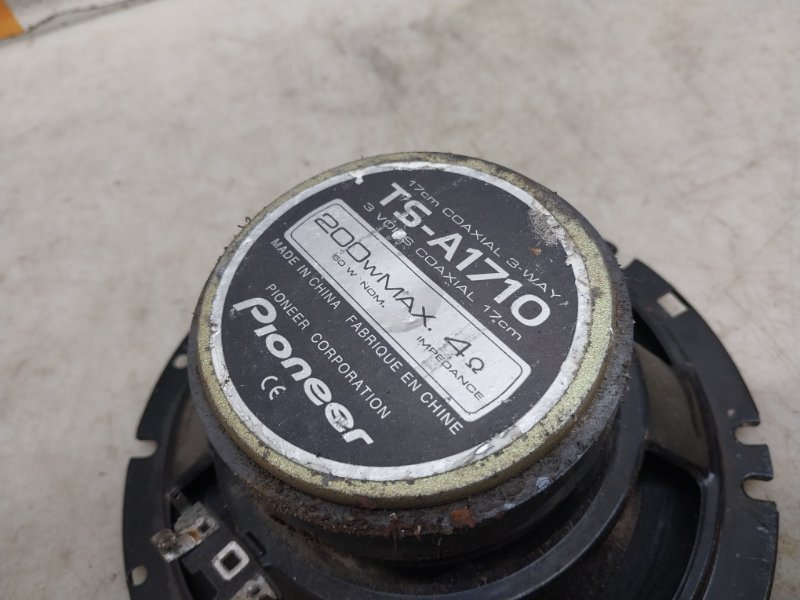 17cm COAXIAL 3-WAY
TS-A1710
3 VOIES COAXIAL 17cm
200WMAX. 4Ω
50 W NOM. IMPEDANCE
MADE IN CHINA FABRIQUE EN CHINE
PIONEER CORPORATION
Pioneer
CE